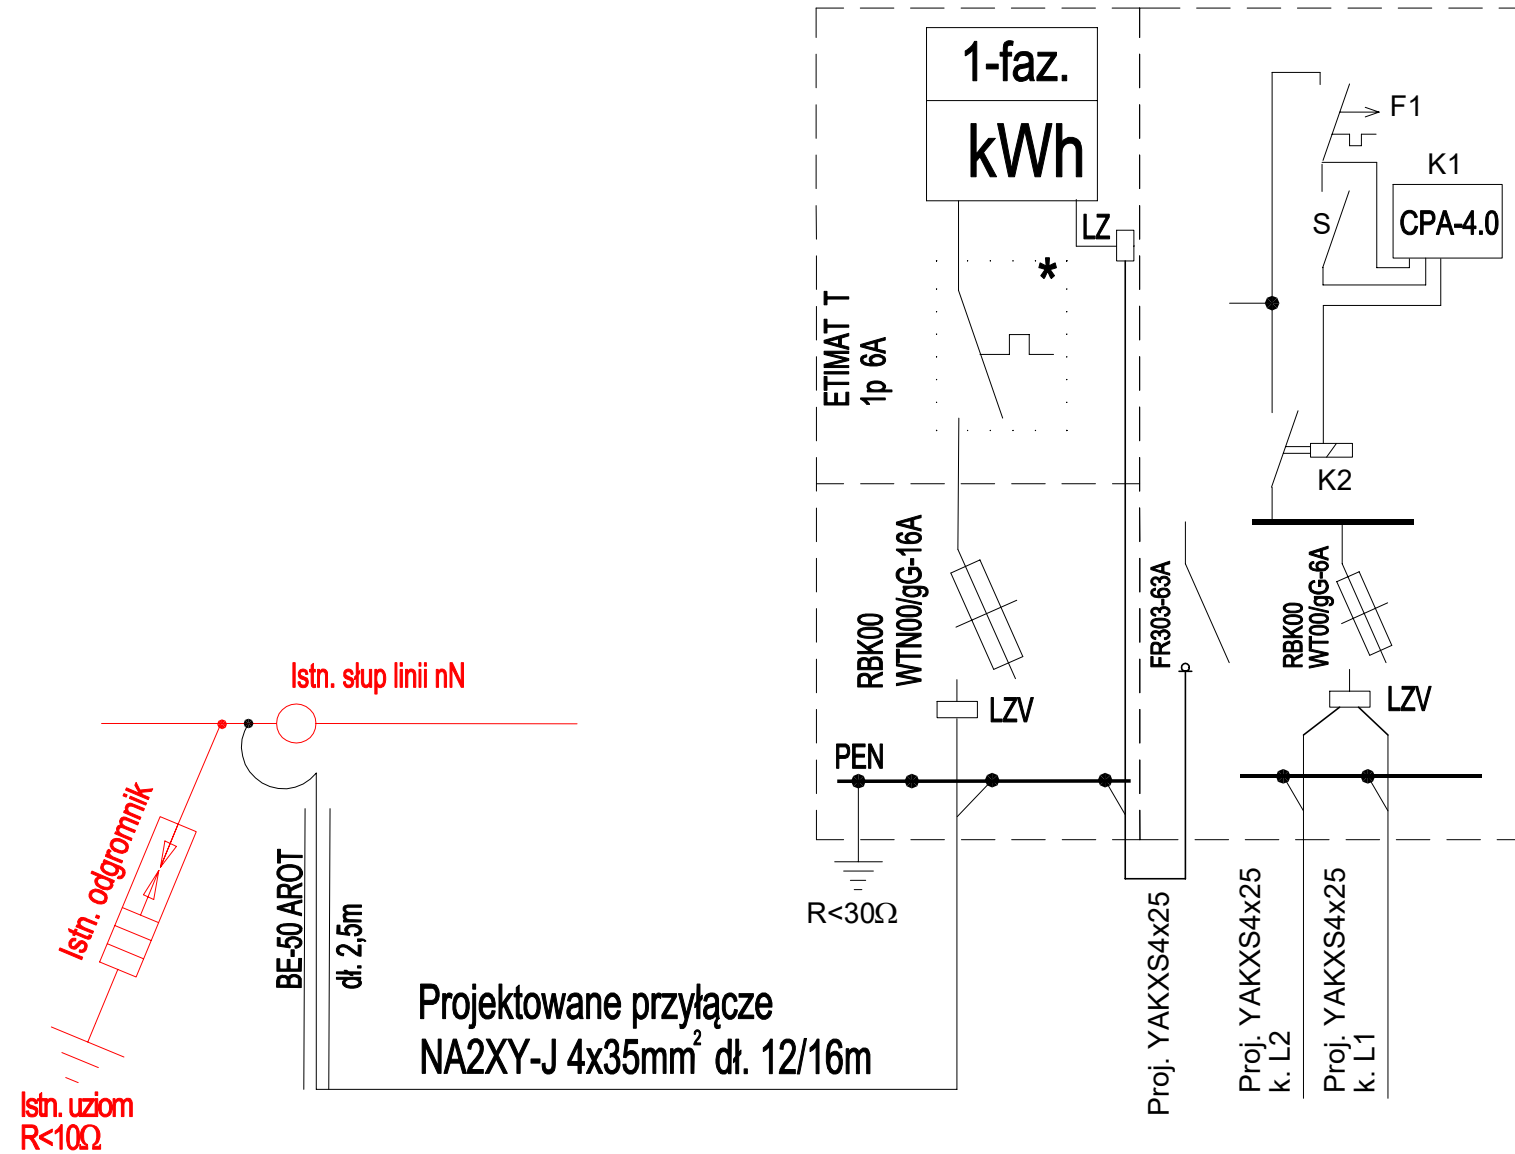 1-faz.
kWh
LZ
*
ETIMAT T
1p 6A
F1
K1
CPA-4.0
S
K2
RBK00
WTN00/gG-16A
LZV
PEN
R<30Ω
FR303-63A
RBK00
WT00/gG-6A
LZV
Istn. słup linii nN
Istn. odgromnik
Istn. uziom
R<10Ω
BE-50 AROT
dł. 2,5m
Projektowane przyłącze
NA2XY-J 4x35mm² dł. 12/16m
Proj. YAKXS4x25
Proj. YAKXS4x25
k. L2
Proj. YAKXS4x25
k. L1